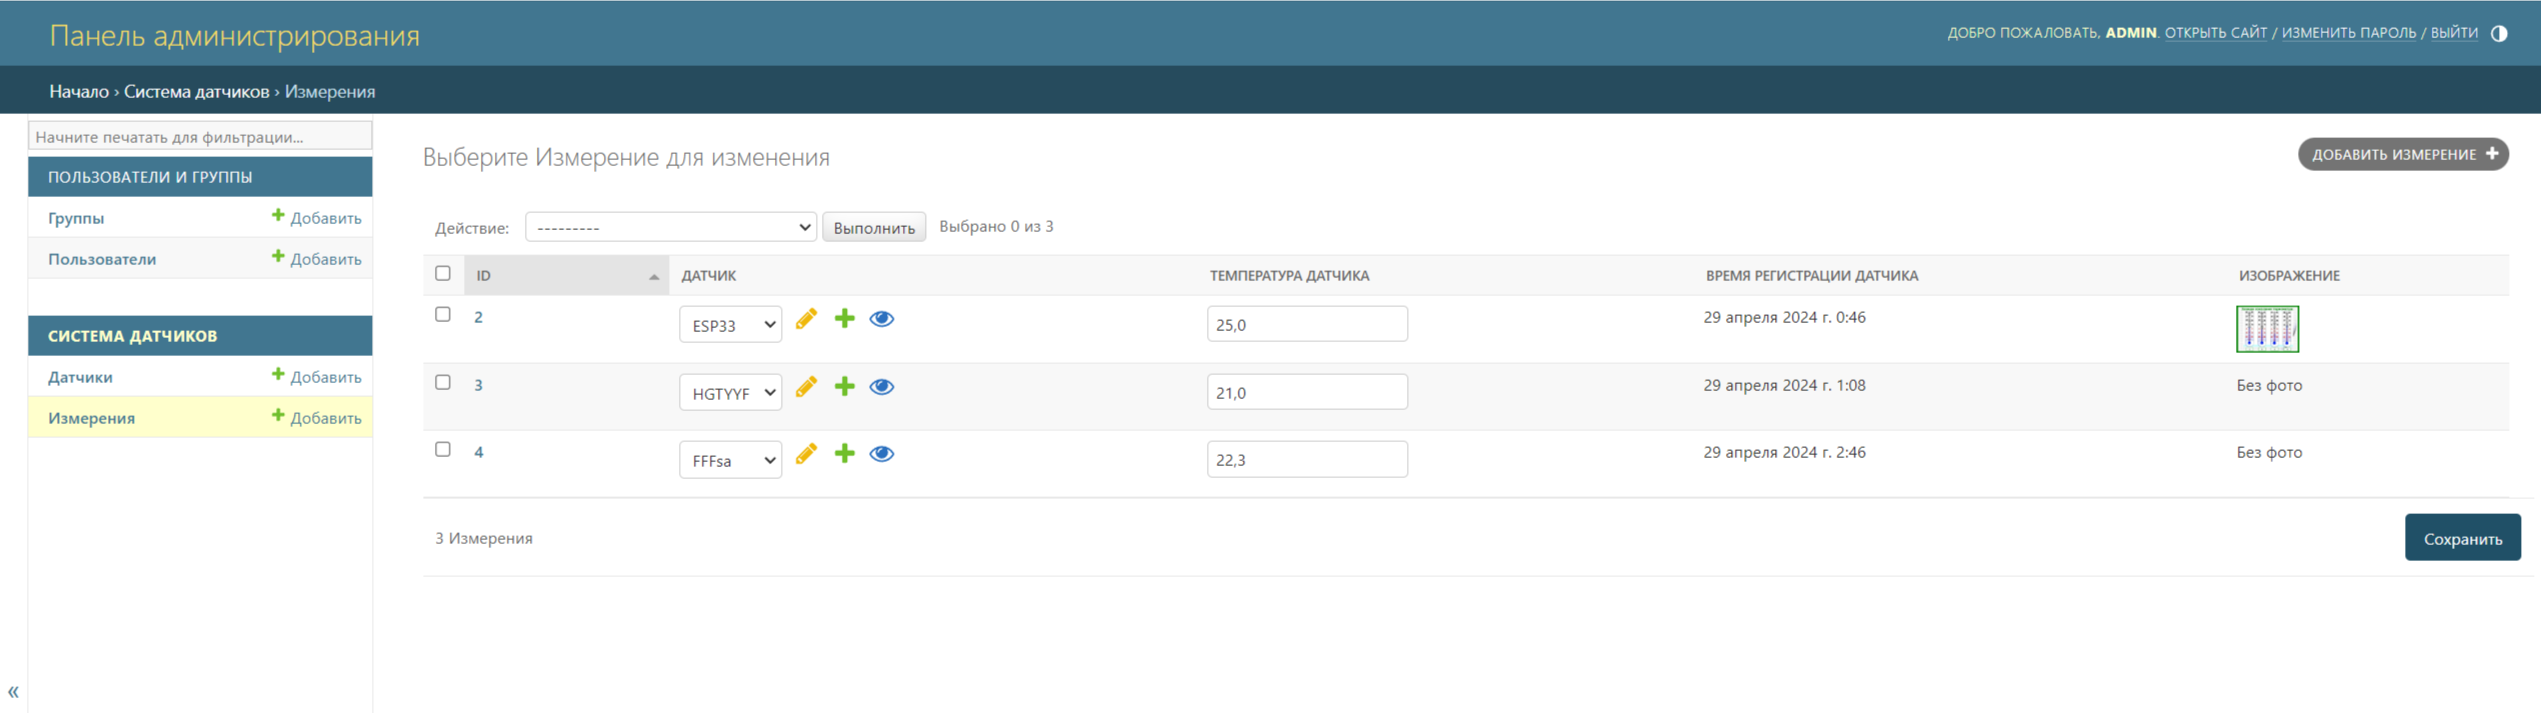 Панель администрирования
ДОБРО ПОЖАЛОВАТЬ, ADMIN. ОТКРЫТЬ САЙТ / ИЗМЕНИТЬ ПАРОЛЬ / ВЫЙТИ
Начало › Система датчиков › Измерения
Начните печатать для фильтрации...
ПОЛЬЗОВАТЕЛИ И ГРУППЫ
Группы + Добавить
Пользователи + Добавить
СИСТЕМА ДАТЧИКОВ
Датчики + Добавить
Измерения + Добавить
«
Выберите Измерение для изменения
ДОБАВИТЬ ИЗМЕРЕНИЕ +
Действие: --------- Выполнить Выбрано 0 из 3
ID ДАТЧИК ТЕМПЕРАТУРА ДАТЧИКА ВРЕМЯ РЕГИСТРАЦИИ ДАТЧИКА ИЗОБРАЖЕНИЕ
2 ESP33 25,0 29 апреля 2024 г. 0:46
3 HGTYYF 21,0 29 апреля 2024 г. 1:08 Без фото
4 FFFsa 22,3 29 апреля 2024 г. 2:46 Без фото
3 Измерения
Сохранить